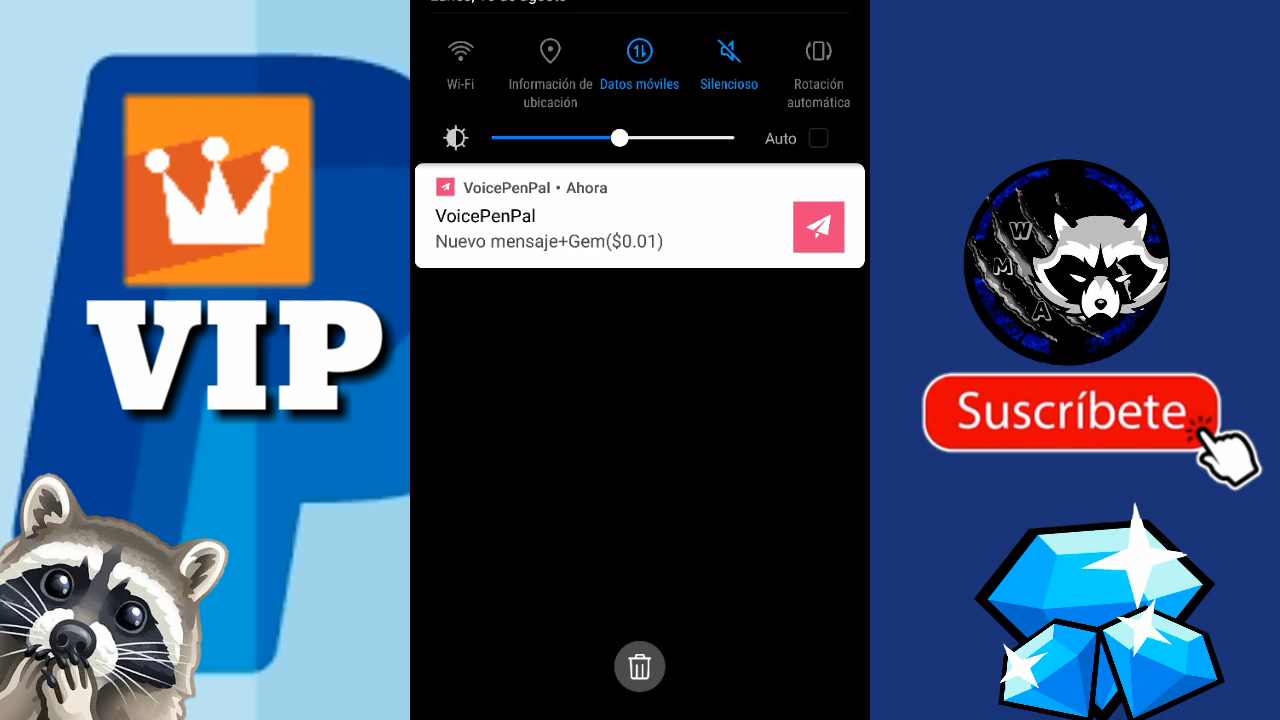 VIP
Wi-Fi
Información de
ubicación
Datos móviles
Silencioso
Rotación
automática
Auto
VoicePenPal • Ahora
VoicePenPal
Nuevo mensaje+Gem($0.01)
W
M
A
Suscríbete